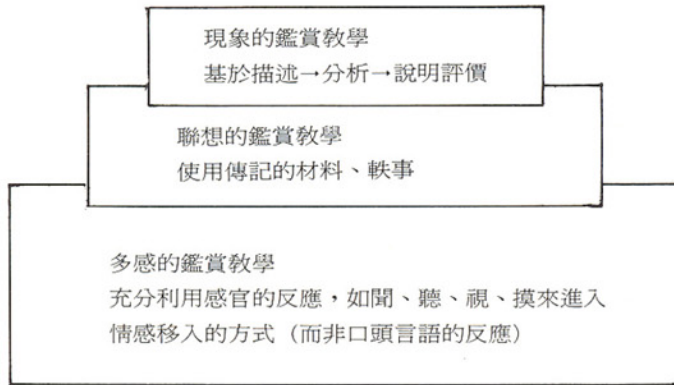 現象的鑑賞教學
基於描述→分析→說明評價
聯想的鑑賞教學
使用傳記的材料、軼事
多感的鑑賞教學
充分利用感官的反應，如聞、聽、視、摸來進入
情感移入的方式（而非口頭言語的反應）